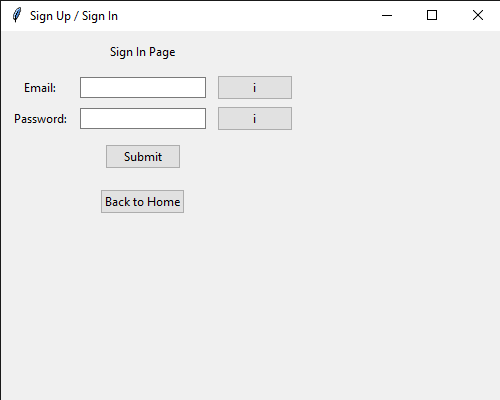 Sign Up / Sign In
Sign In Page
Email: i
Password: i
Submit
Back to Home